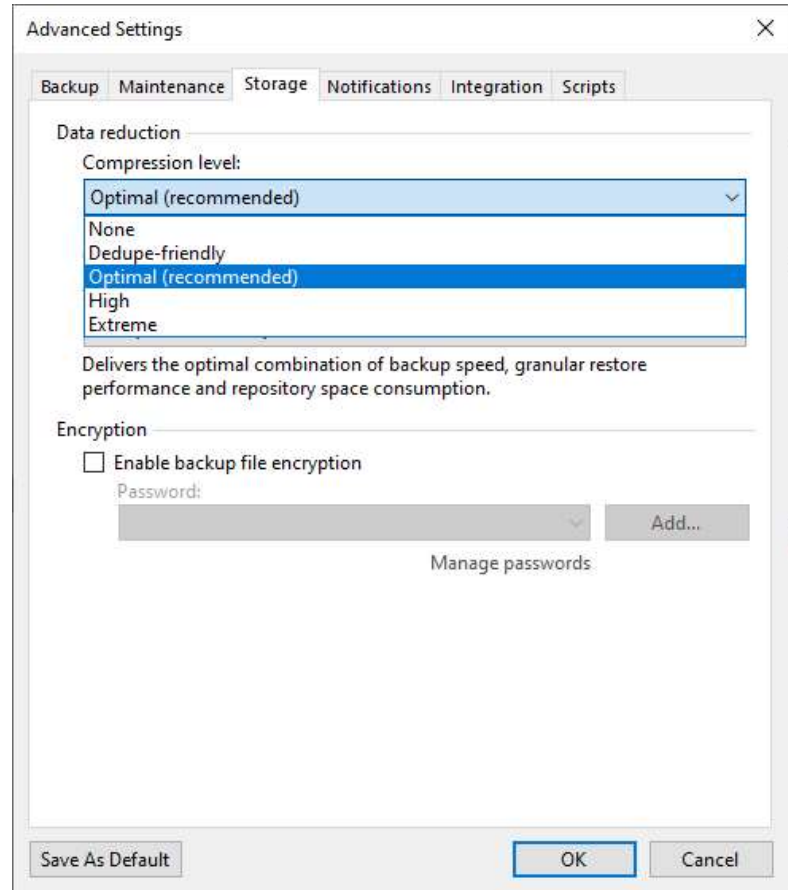 Advanced Settings
Backup Maintenance Storage Notifications Integration Scripts
Data reduction
Compression level:
Optimal (recommended)
None
Dedupe-friendly
Optimal (recommended)
High
Extreme
Delivers the optimal combination of backup speed, granular restore
performance and repository space consumption.
Encryption
Enable backup file encryption
Password:
Add...
Manage passwords
Save As Default OK Cancel